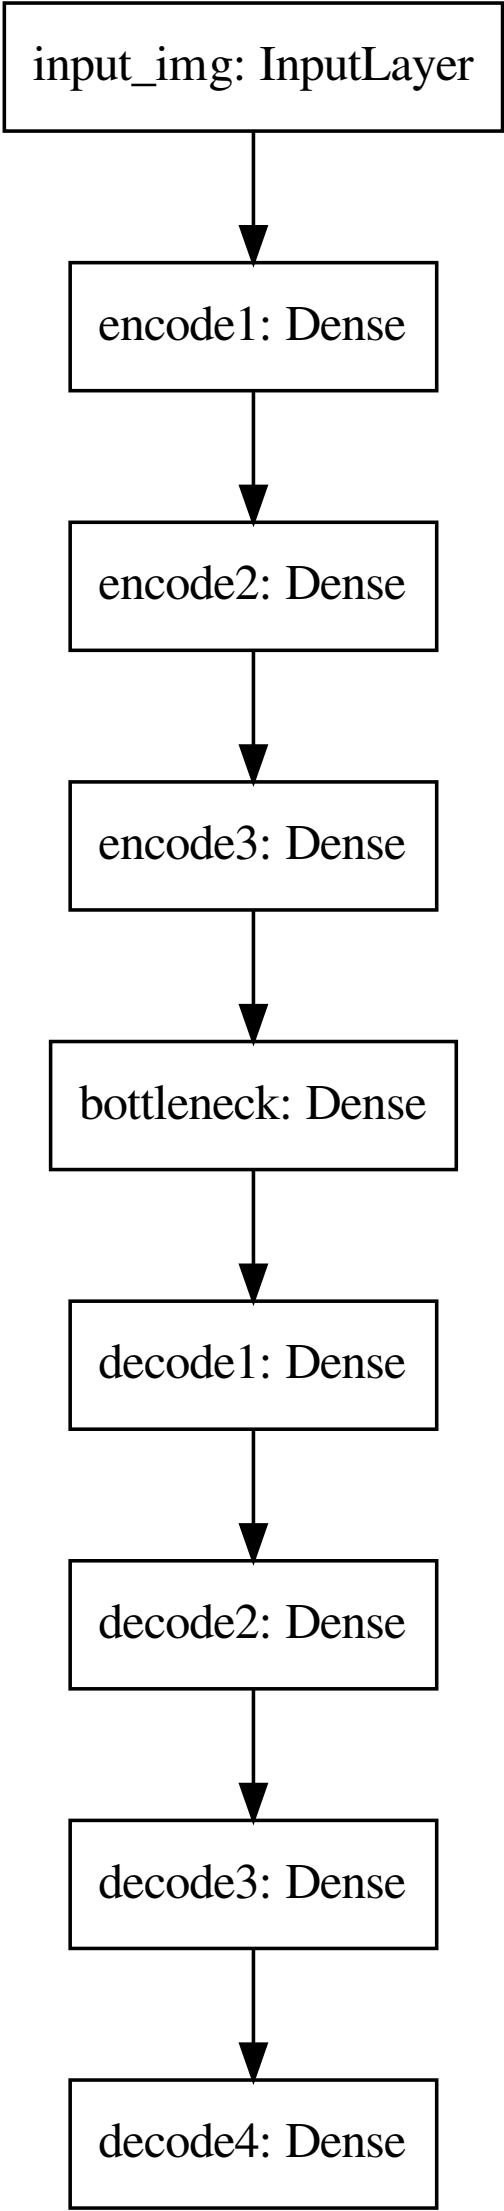 input_img: InputLayer
encode1: Dense
encode2: Dense
encode3: Dense
bottleneck: Dense
decode1: Dense
decode2: Dense
decode3: Dense
decode4: Dense